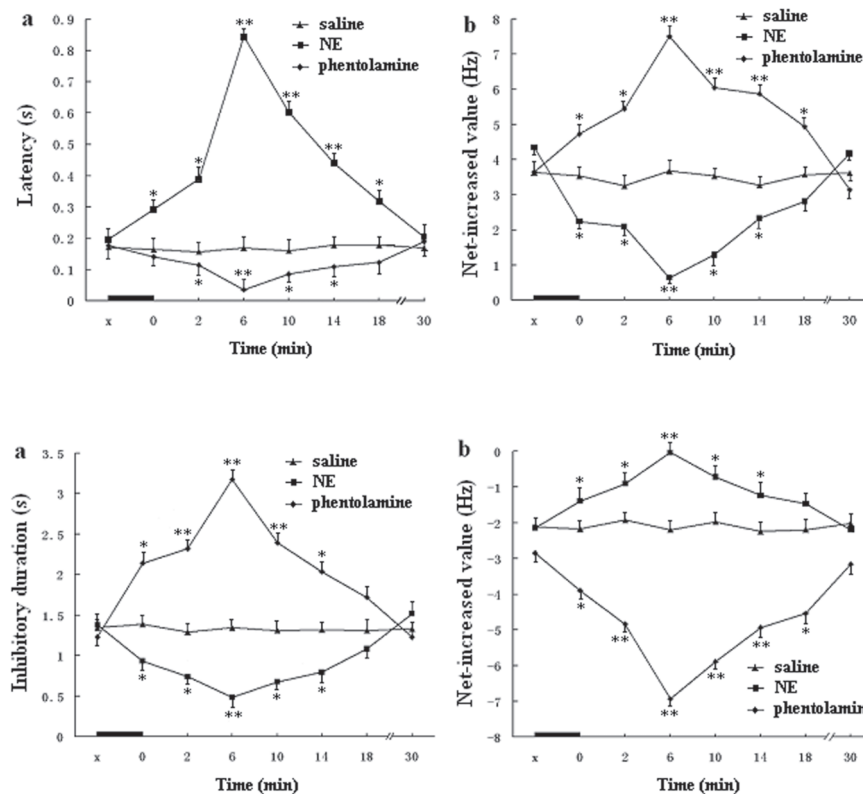 a
0.9
0.8
0.7
0.6
0.5
0.4
0.3
0.2
0.1
0
Latency (s)
saline
NE
phentolamine
**
**
**
*
*
*
*
**
*
*
x 0 2 6 10 14 18 30
Time (min)
b
8
7
6
5
4
3
2
1
0
Net-increased value (Hz)
saline
NE
phentolamine
**
**
**
*
*
*
*
*
**
*
*
x 0 2 6 10 14 18 30
Time (min)
a
3.5
3
2.5
2
1.5
1
0.5
0
Inhibitory duration (s)
saline
NE
phentolamine
**
**
**
*
*
*
*
**
*
*
x 0 2 6 10 14 18 30
Time (min)
b
0
-1
-2
-3
-4
-5
-6
-7
-8
Net-increased value (Hz)
**
*
*
*
*
*
**
**
**
**
*
saline
NE
phentolamine
x 0 2 6 10 14 18 30
Time (min)